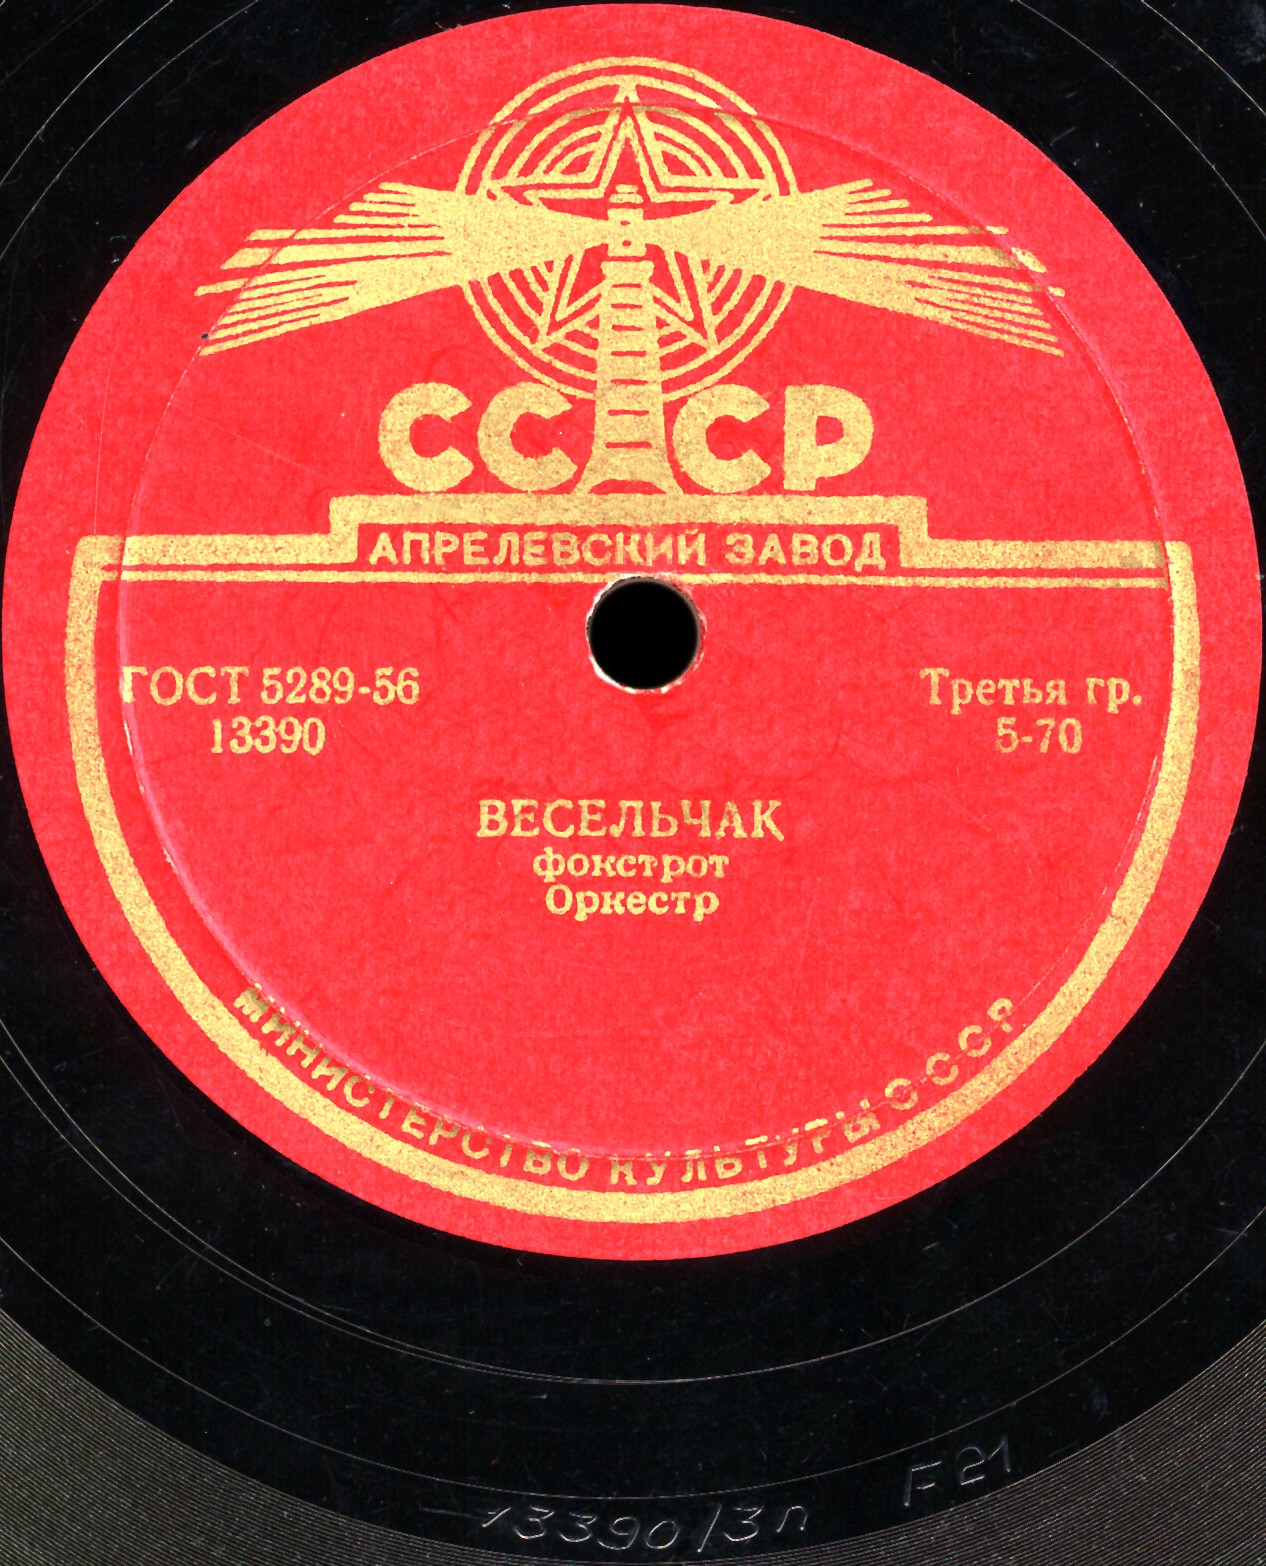 СССР
АПРЕЛЕВСКИЙ ЗАВОД
ГОСТ 5289-56
13390
Третья гр.
5-70
ВЕСЕЛЬЧАК
фокстрот
Оркестр
МИНИСТЕРСТВО КУЛЬТУРЫ СССР
13390/3п
F21